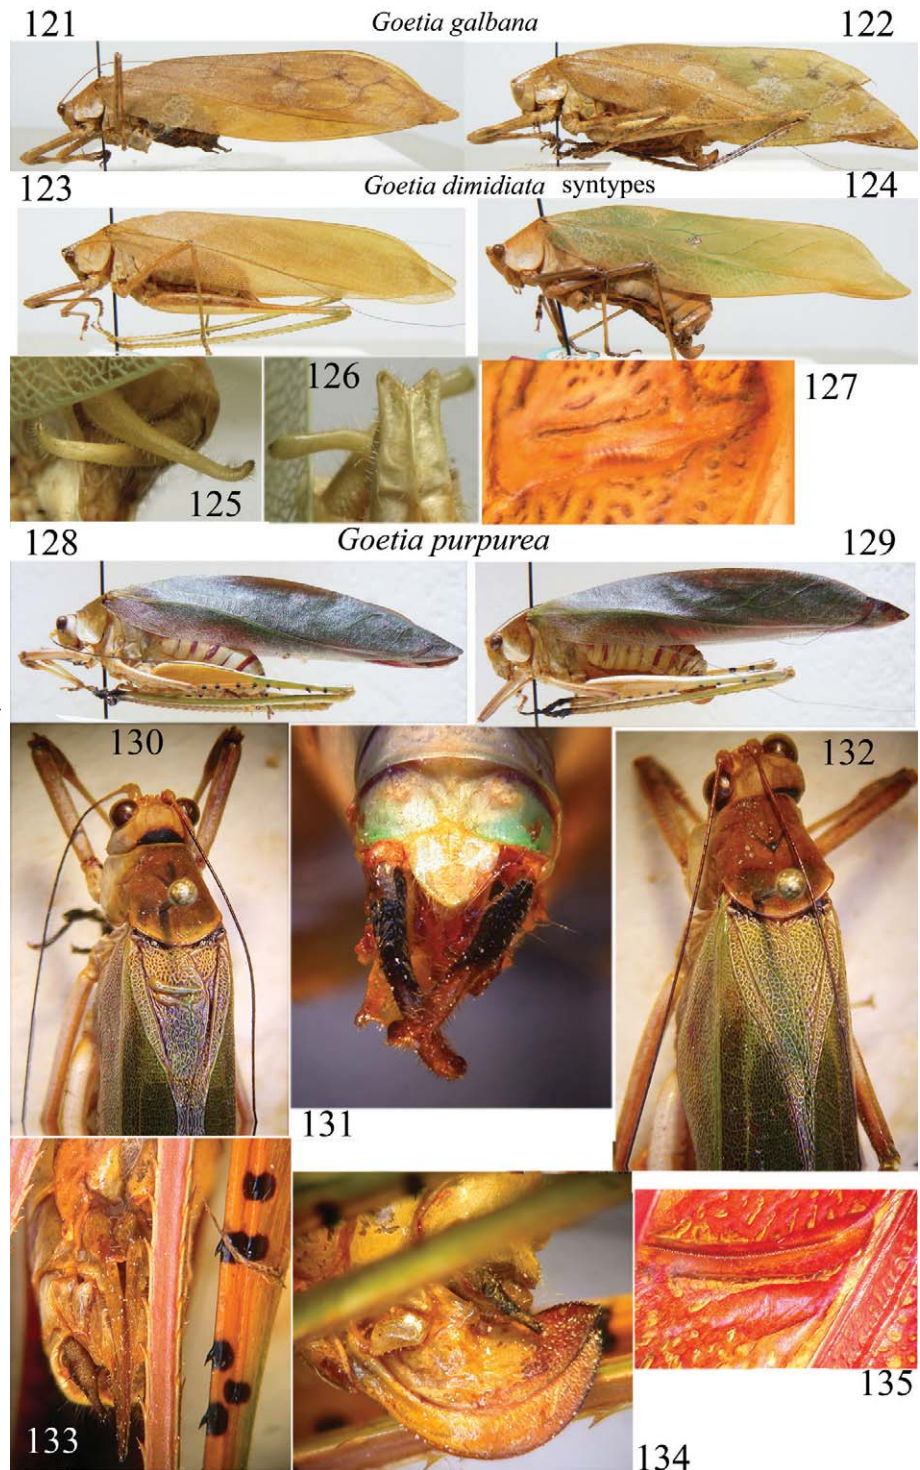 121 Goetia galbana 122
123 Goetia dimidiata syntypes 124
125 126 127
128 Goetia purpurea 129
130 131 132
133 134 135